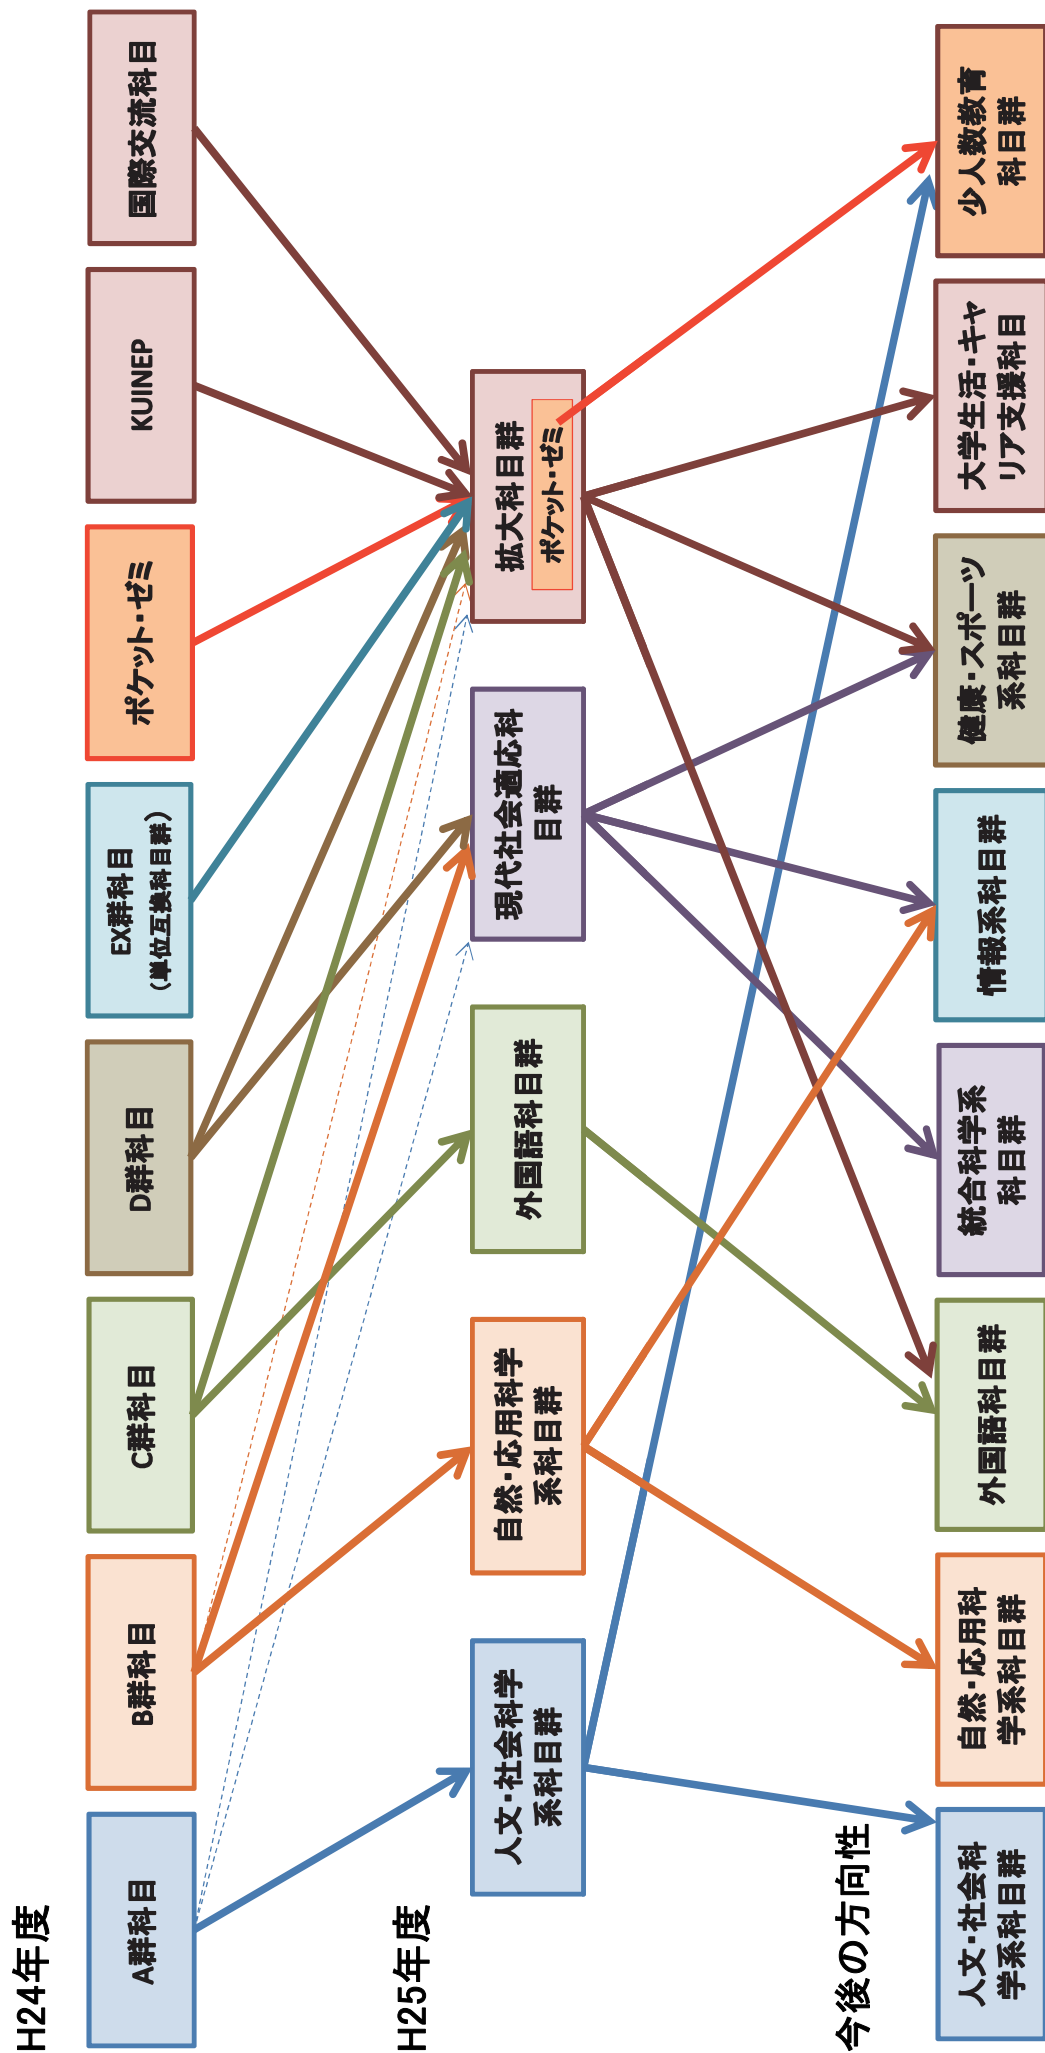 H24年度
A群科目
B群科目
C群科目
D群科目
EX群科目
（単位互換科目群）
ポケット・ゼミ
KUINEP
国際交流科目
H25年度
人文・社会科学
系科目群
自然・応用科学
系科目群
外国語科目群
現代社会適応科
目群
拡大科目群
ポケット・ゼミ
今後の方向性
人文・社会科
学系科目群
自然・応用科
学系科目群
外国語科目群
統合科学系
科目群
情報系科目群
健康・スポーツ
系科目群
大学生活・キャ
リア支援科目
少人数教育
科目群